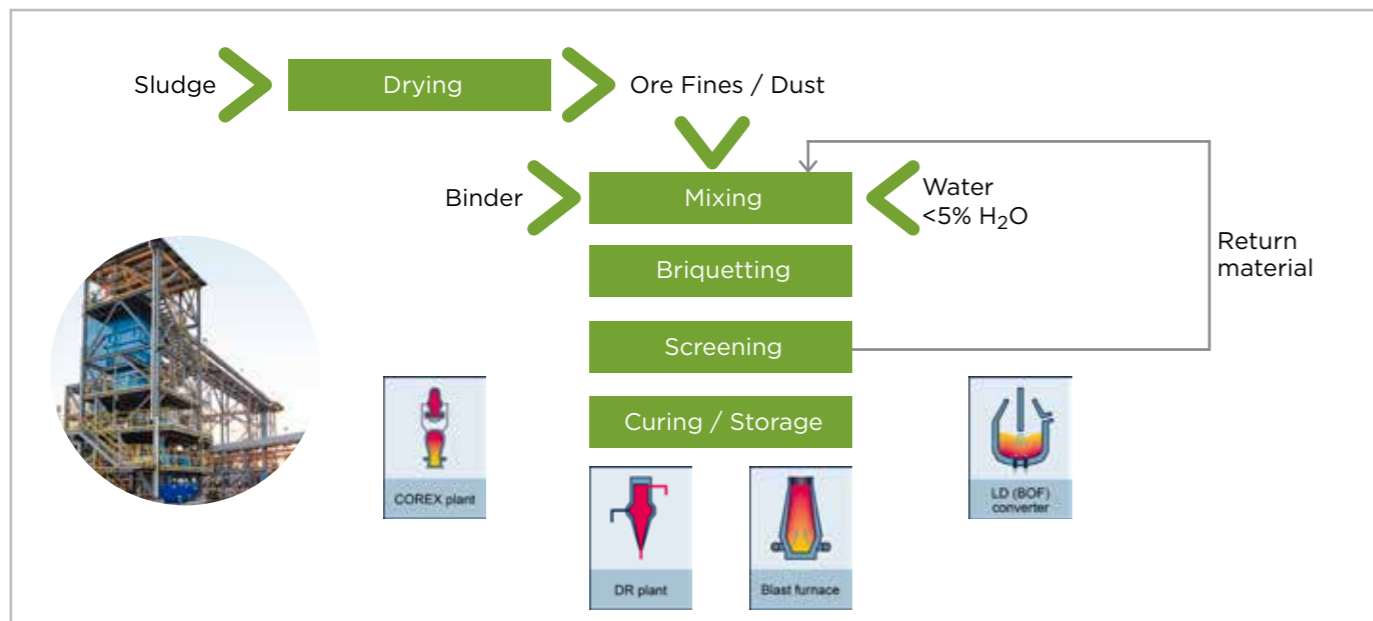 Sludge
Drying
Ore Fines / Dust
Binder
Mixing
Water
<5% H₂O
Briquetting
Return
material
Screening
Curing / Storage
COREX plant
LD (BOF)
converter
DR plant
Blast furnace